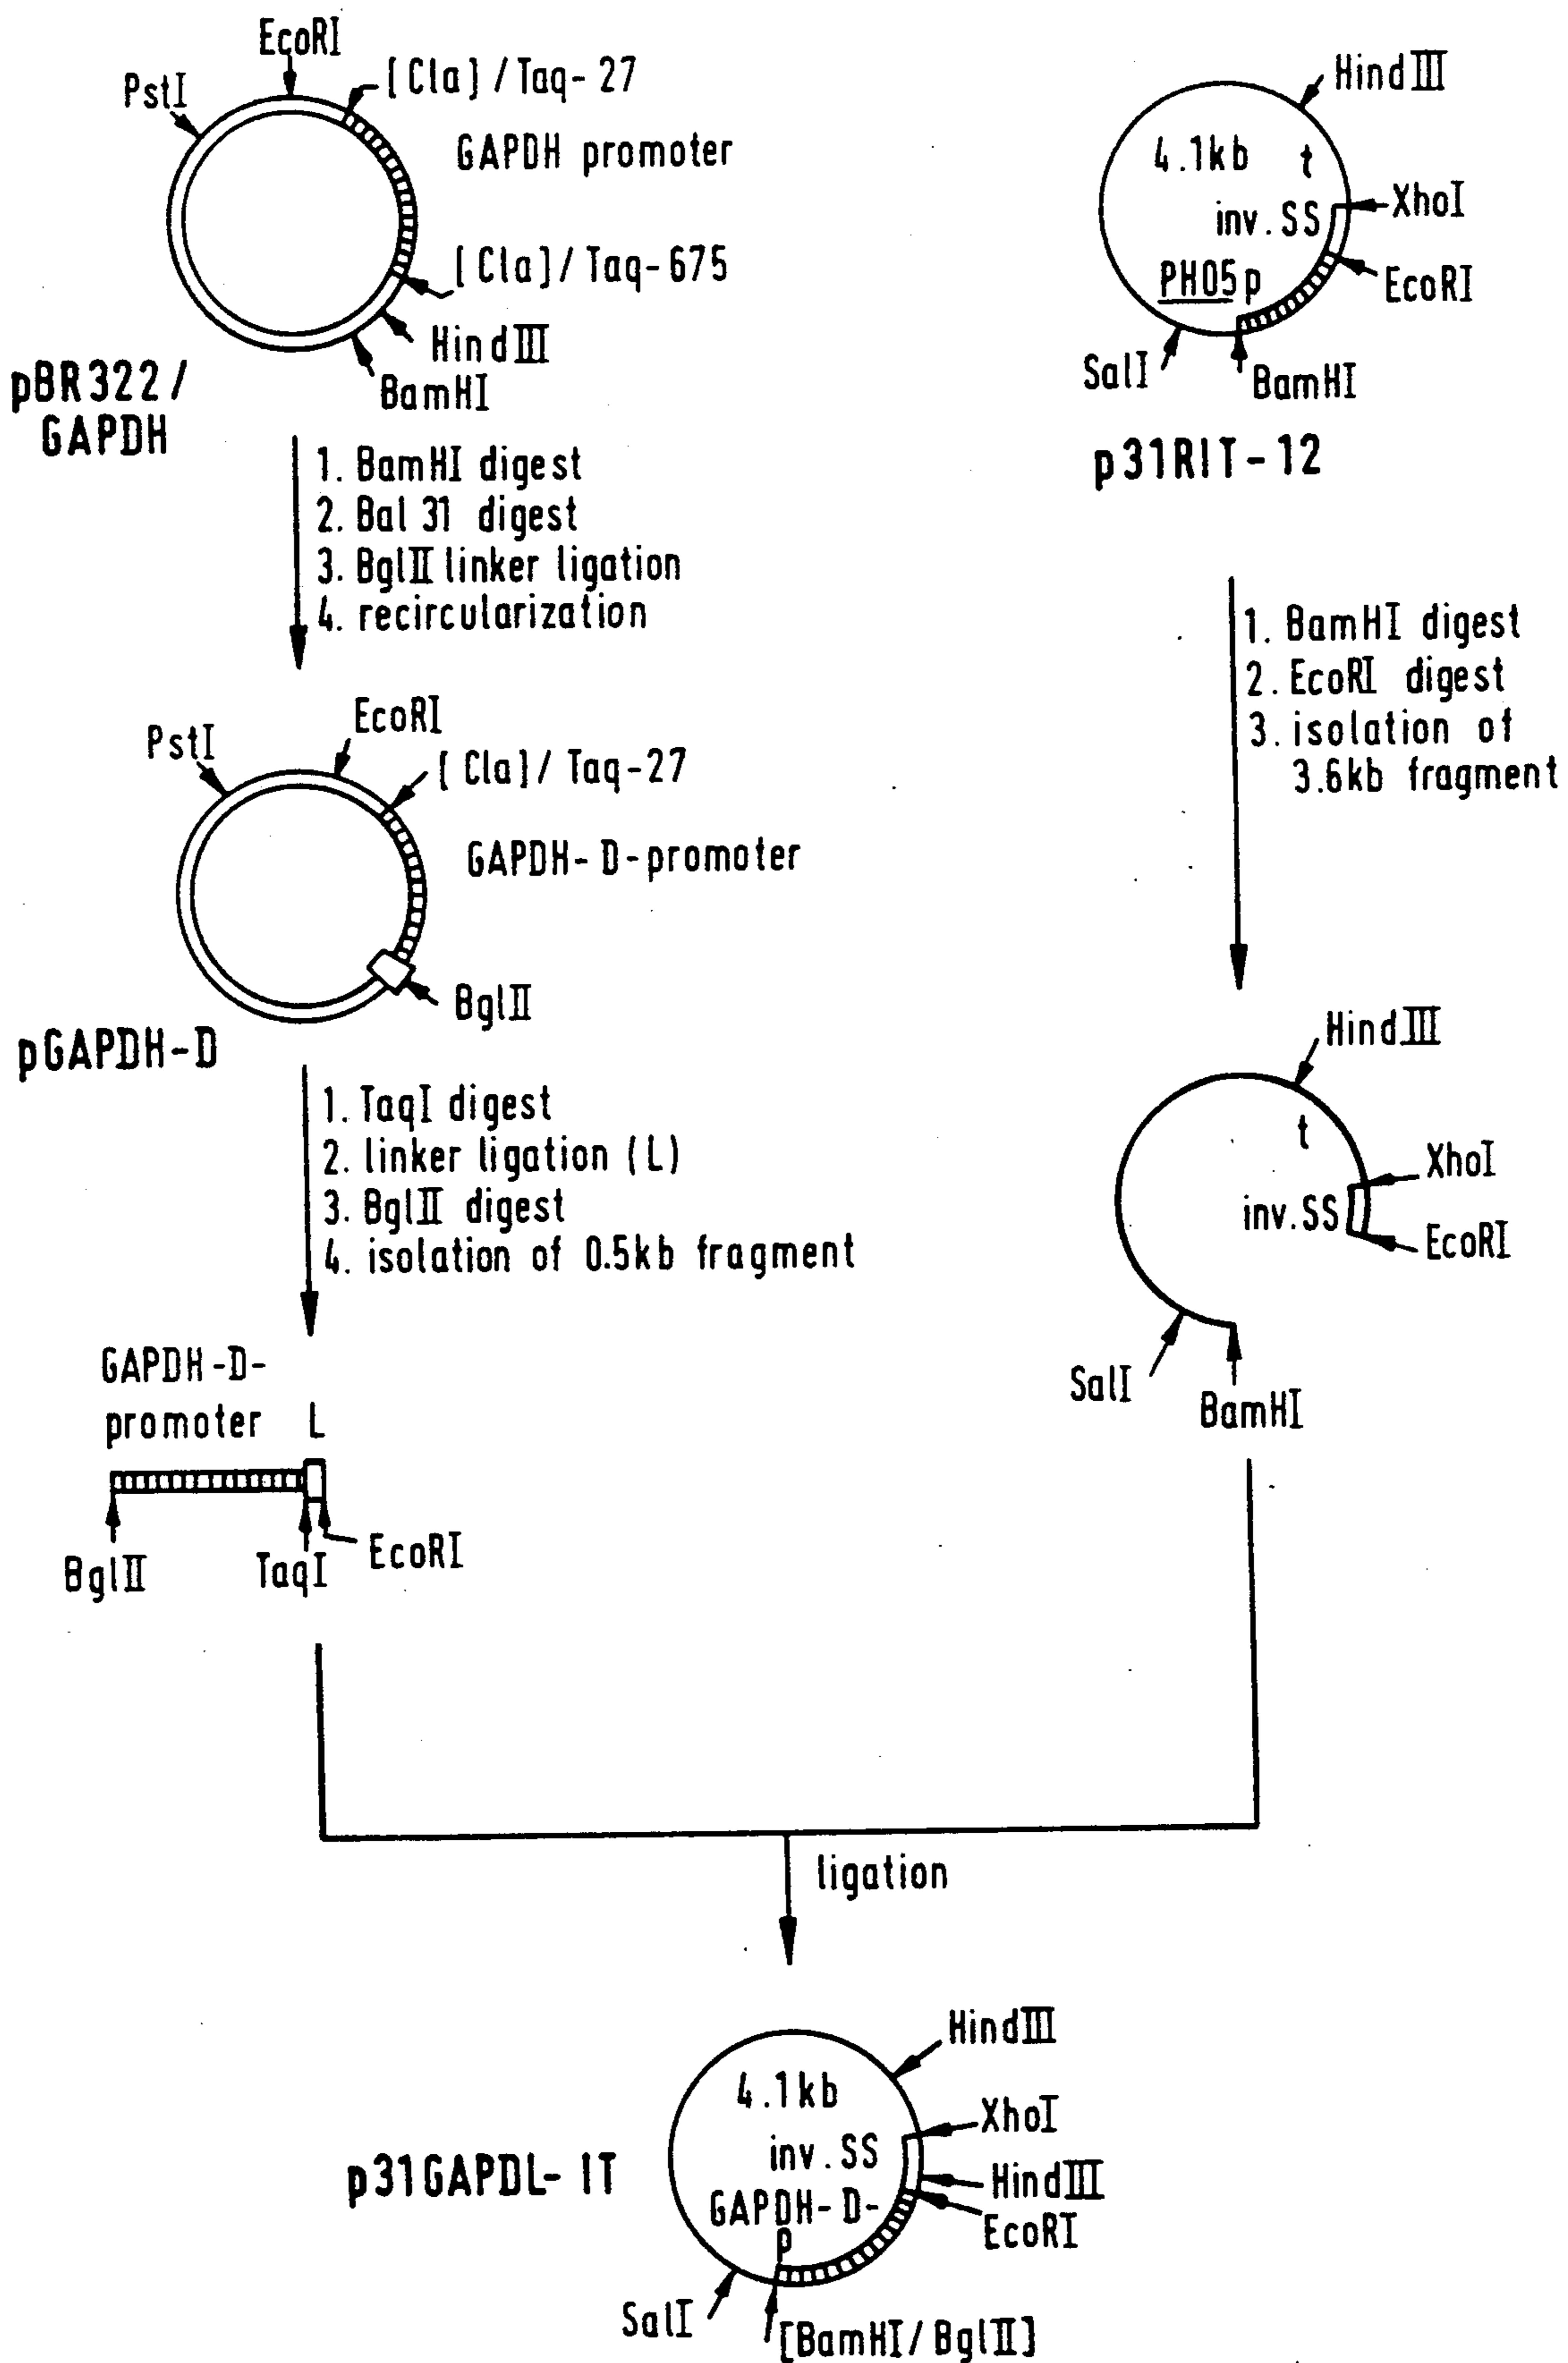 EcoRI
PstI
[Cla]/Taq-27
GAPDH promoter
[Cla]/Taq-675
HindIII
BamHI
pBR322/
GAPDH
1. BamHI digest
2. Bal 31 digest
3. BglII linker ligation
4. recircularization
EcoRI
PstI
[Cla]/Taq-27
GAPDH-D-promoter
BglII
pGAPDH-D
1. TaqI digest
2. linker ligation (L)
3. BglII digest
4. isolation of 0.5kb fragment
GAPDH-D-
promoter L
BglII
TaqI
EcoRI
HindIII
4.1kb t
XhoI
inv.SS
EcoRI
PHO5p
SalI
BamHI
p31RIT-12
1. BamHI digest
2. EcoRI digest
3. isolation of
3.6kb fragment
HindIII
t
XhoI
inv.SS
EcoRI
SalI
BamHI
ligation
HindIII
4.1kb
XhoI
inv.SS
p31GAPDL-IT
HindIII
GAPDH-D-
EcoRI
P
SalI
[BamHI/BglII]